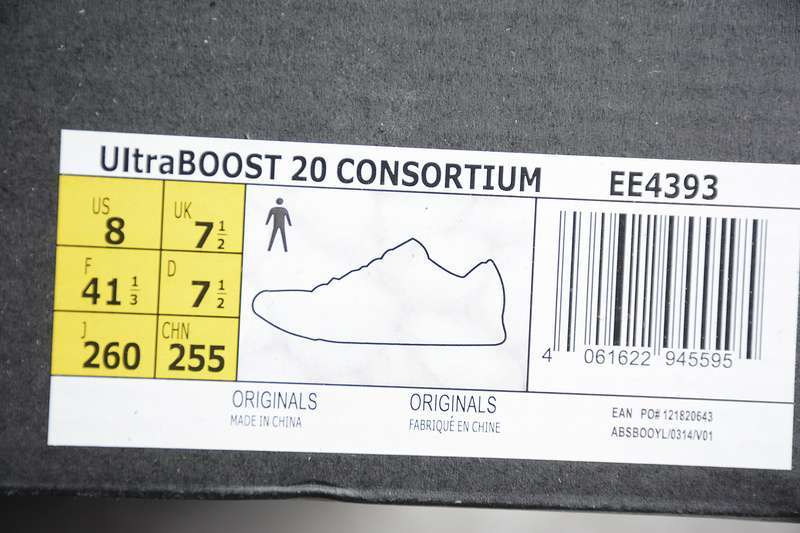 UltraBOOST 20 CONSORTIUM EE4393
US 8 UK 7 1/2
F 41 1/3 D 7 1/2
J 260 CHN 255
4 061622 945595
ORIGINALS ORIGINALS
MADE IN CHINA FABRIQUÉ EN CHINE
EAN PO# 121820643
ABSBOOYL/0314/V01